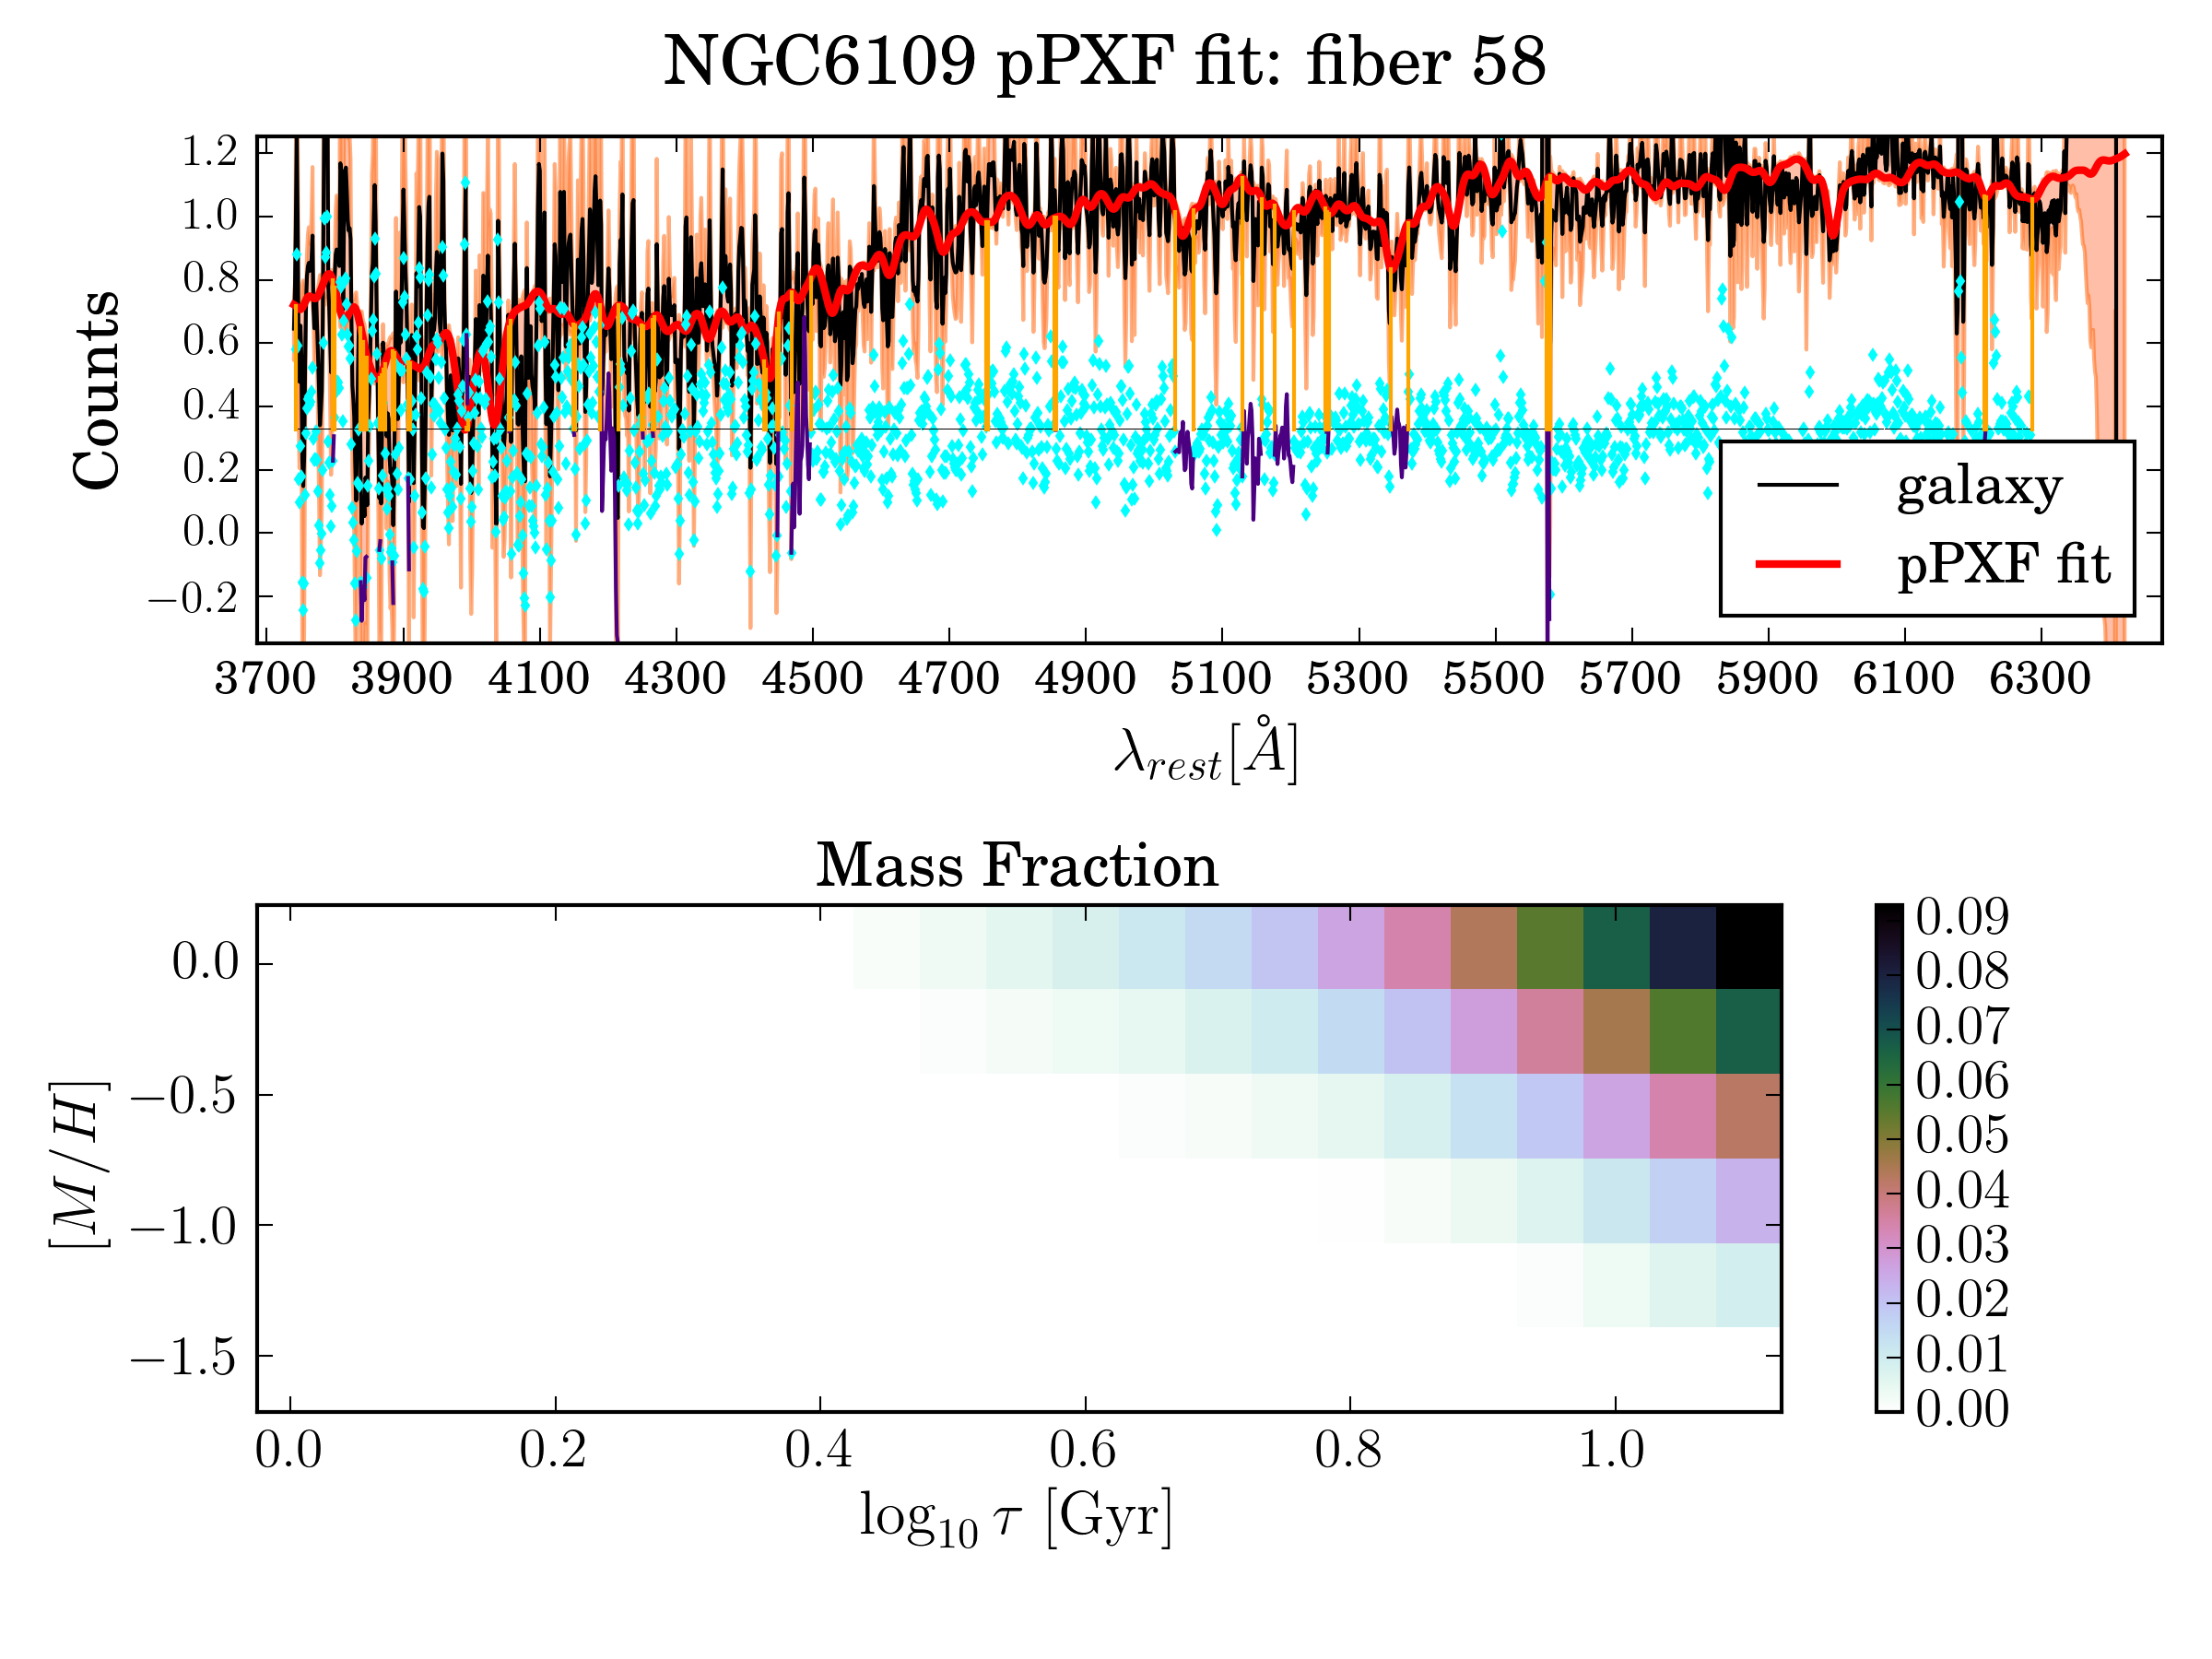 NGC6109 pPXF fit: fiber 58
1.2
1.0
0.8
0.6
0.4
0.2
0.0
−0.2
Counts
galaxy
pPXF fit
3700 3900 4100 4300 4500 4700 4900 5100 5300 5500 5700 5900 6100 6300
λrest[Å]
Mass Fraction
0.0
−0.5
−1.0
−1.5
[M/H]
0.0 0.2 0.4 0.6 0.8 1.0
log10 τ [Gyr]
0.09
0.08
0.07
0.06
0.05
0.04
0.03
0.02
0.01
0.00